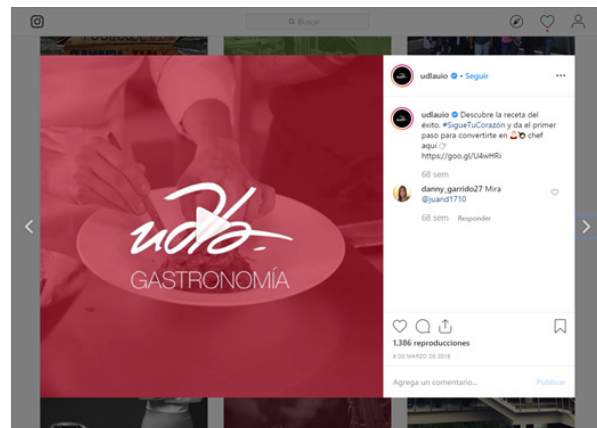 Buscar
udlauio • Seguir
udlauio Descubre la receta del
éxito. #SigueTuCorazón y da el primer
paso para convertirte en chef
aquí
https://goo.gl/U4wHRi
68 sem
danny_garrido27 Mira
@juand1710
68 sem Responder
udla-
GASTRONOMÍA
1.386 reproducciones
8 DE MARZO DE 2018
Agrega un comentario... Publicar